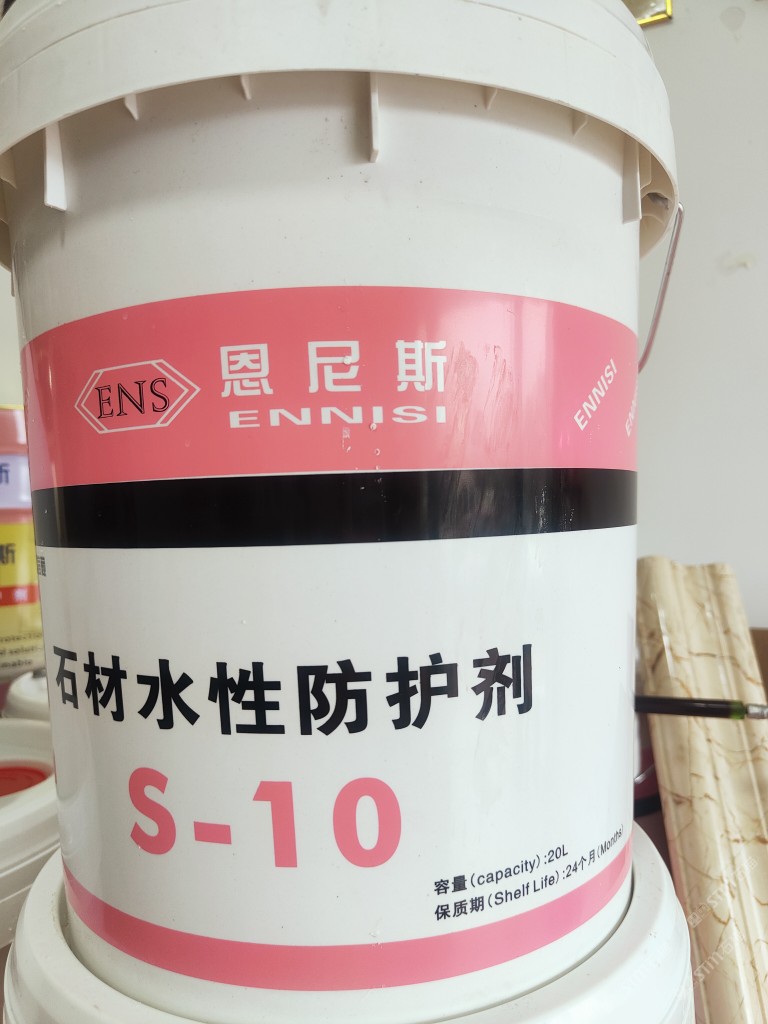 ENS
恩尼斯
ENNISI
ENNISI
石材水性防护剂
S-10
容量(capacity):20L
保质期(Shelf Life):24个月(Months)
斯